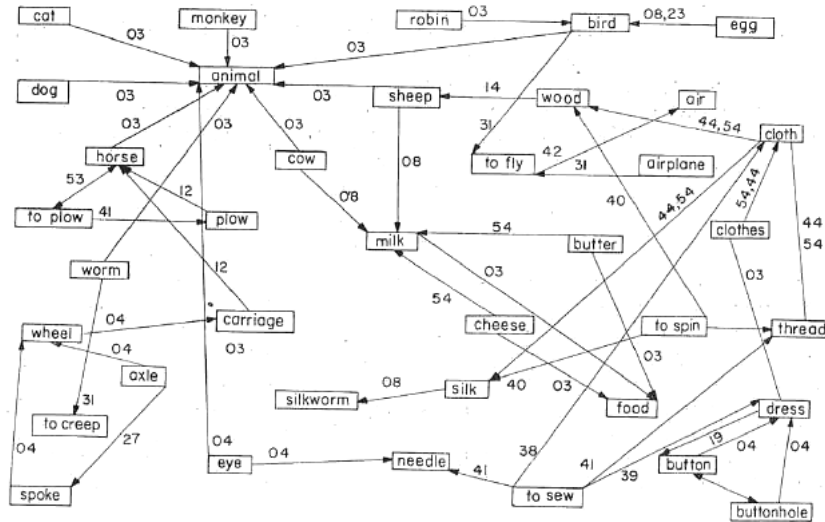 cat
monkey
robin
03
bird
08,23
egg
03
03
03
animal
dog
03
sheep
14
wood
air
44,54
cloth
03
03
03
31
42
to fly
31
airplane
horse
cow
08
53
12
08
40
44,54
54,44
to plow
41
plow
milk
54
butter
clothes
44
54
worm
12
03
03
54
wheel
04
carriage
cheese
to spin
thread
04
03
03
axle
silkworm
08
silk
40
03
food
dress
31
to creep
27
38
19
04
04
eye
04
needle
41
41
39
button
04
04
spoke
to sew
buttonhole